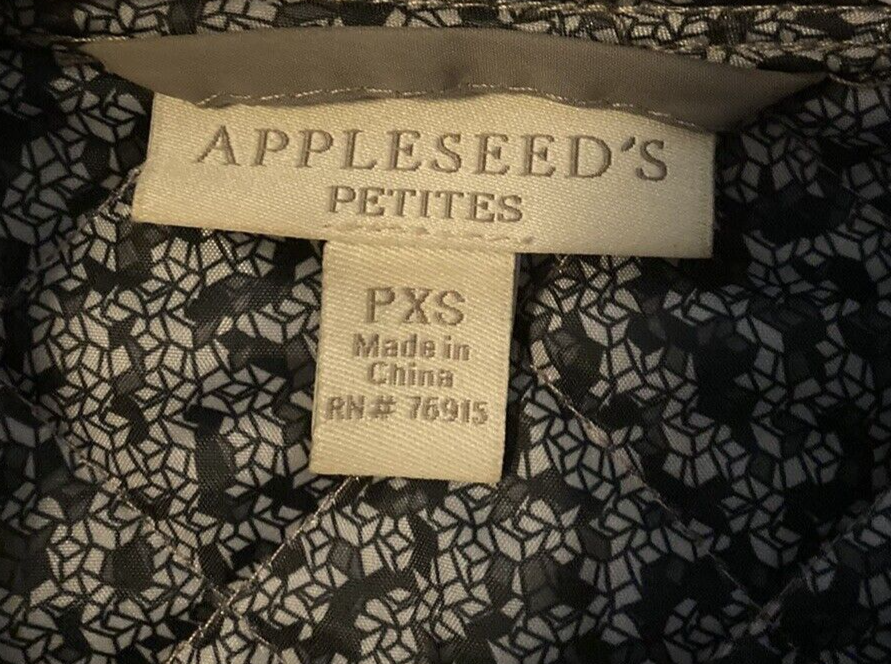 APPLESEED'S
PETITES
PXS
Made in
China
RN# 76915